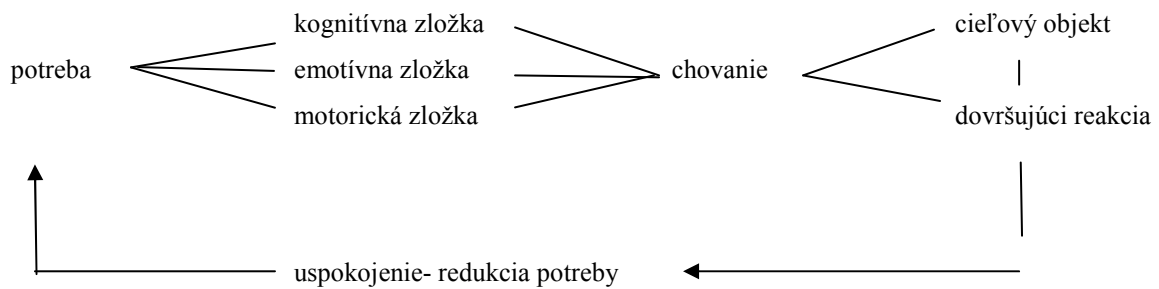 kognitívna zložka cieľový objekt
potreba emotívna zložka chovanie
motorická zložka dovršujúci reakcia
uspokojenie- redukcia potreby